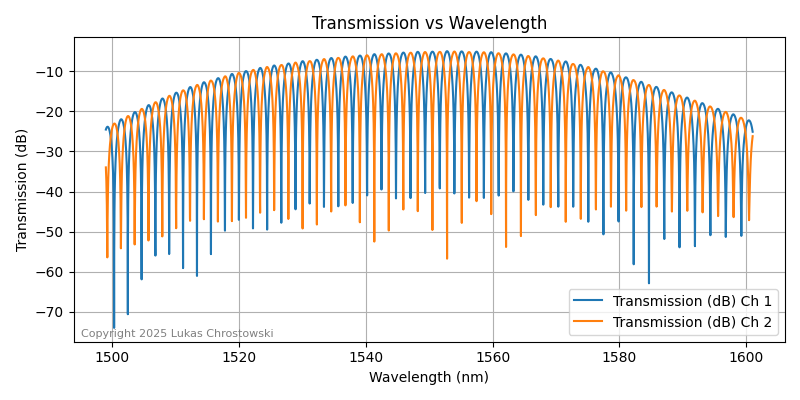 Transmission vs Wavelength
Transmission (dB)
−10
−20
−30
−40
−50
−60
−70
Transmission (dB) Ch 1
Transmission (dB) Ch 2
Copyright 2025 Lukas Chrostowski
1500 1520 1540 1560 1580 1600
Wavelength (nm)